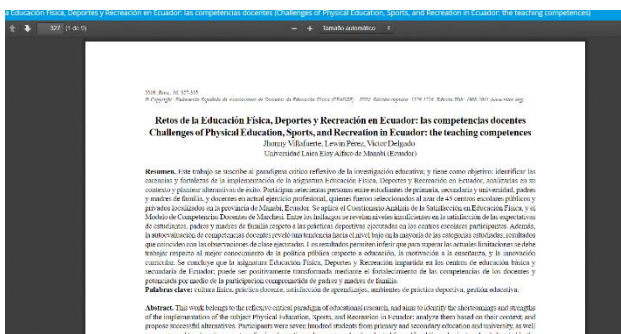 a Educación Física, Deportes y Recreación en Ecuador: las competencias docentes (Challenges of Physical Education, Sports, and Recreation in Ecuador: the teaching competences)
327 (1 de 9) − + Tamaño automático
Retos de la Educación Física, Deportes y Recreación en Ecuador: las competencias docentes
Challenges of Physical Education, Sports, and Recreation in Ecuador: the teaching competences
Jhonny Villafuerte, Lewin Pérez, Victor Delgado
Universidad Laica Eloy Alfaro de Manabí (Ecuador)
Resumen. Este trabajo se suscribe al paradigma crítico reflexivo de la investigación educativa; y tiene como objetivo: identificar las
carencias y fortalezas de la implementación de la asignatura Educación Física, Deportes y Recreación en Ecuador, analizarlas en su
contexto y plantear alternativas de éxito. Participan setecientas personas entre estudiantes de primaria, secundaria y universidad, padres
y madres de familia, y docentes en actual ejercicio profesional, quienes fueron seleccionados al azar de 45 centros escolares públicos y
privados localizados en la provincia de Manabí, Ecuador. Se aplica el Cuestionario Análisis de la Satisfacción en Educación Física, y el
Modelo de Competencias Docentes de Marchesi. Entre los hallazgos se revelan niveles insuficientes en la satisfacción de las expectativas
de estudiantes, padres y madres de familia respecto a las prácticas deportivas ejecutadas en los centros escolares participantes. Además,
la autoevaluación de competencias docentes reveló una tendencia hacia el nivel bajo en la mayoría de las categorías estudiadas, resultados
que coinciden con las observaciones de clase ejecutadas. Los resultados permiten inferir que para superar las actuales limitaciones se debe
trabajar respecto al mejor conocimiento de la política pública respecto a educación, la motivación a la enseñanza, y la innovación
curricular. Se concluye que la asignatura Educación Física, Deportes y Recreación impartida en los centros de educación básica y
secundaria de Ecuador; puede ser positivamente transformada mediante el fortalecimiento de las competencias de los docentes y
potenciada por medio de la participación comprometida de padres y madres de familia.
Palabras clave: cultura física, práctica docente, satisfacción de aprendizajes, ambientes de práctica deportiva, gestión educativa.
Abstract. This work belongs to the reflective critical paradigm of educational research, and aims to identify the shortcomings and strengths
of the implementation of the subject Physical Education, Sports, and Recreation in Ecuador; analyze them based on their context; and
propose successful alternatives. Participants were seven hundred students from primary and secondary education and university, as well